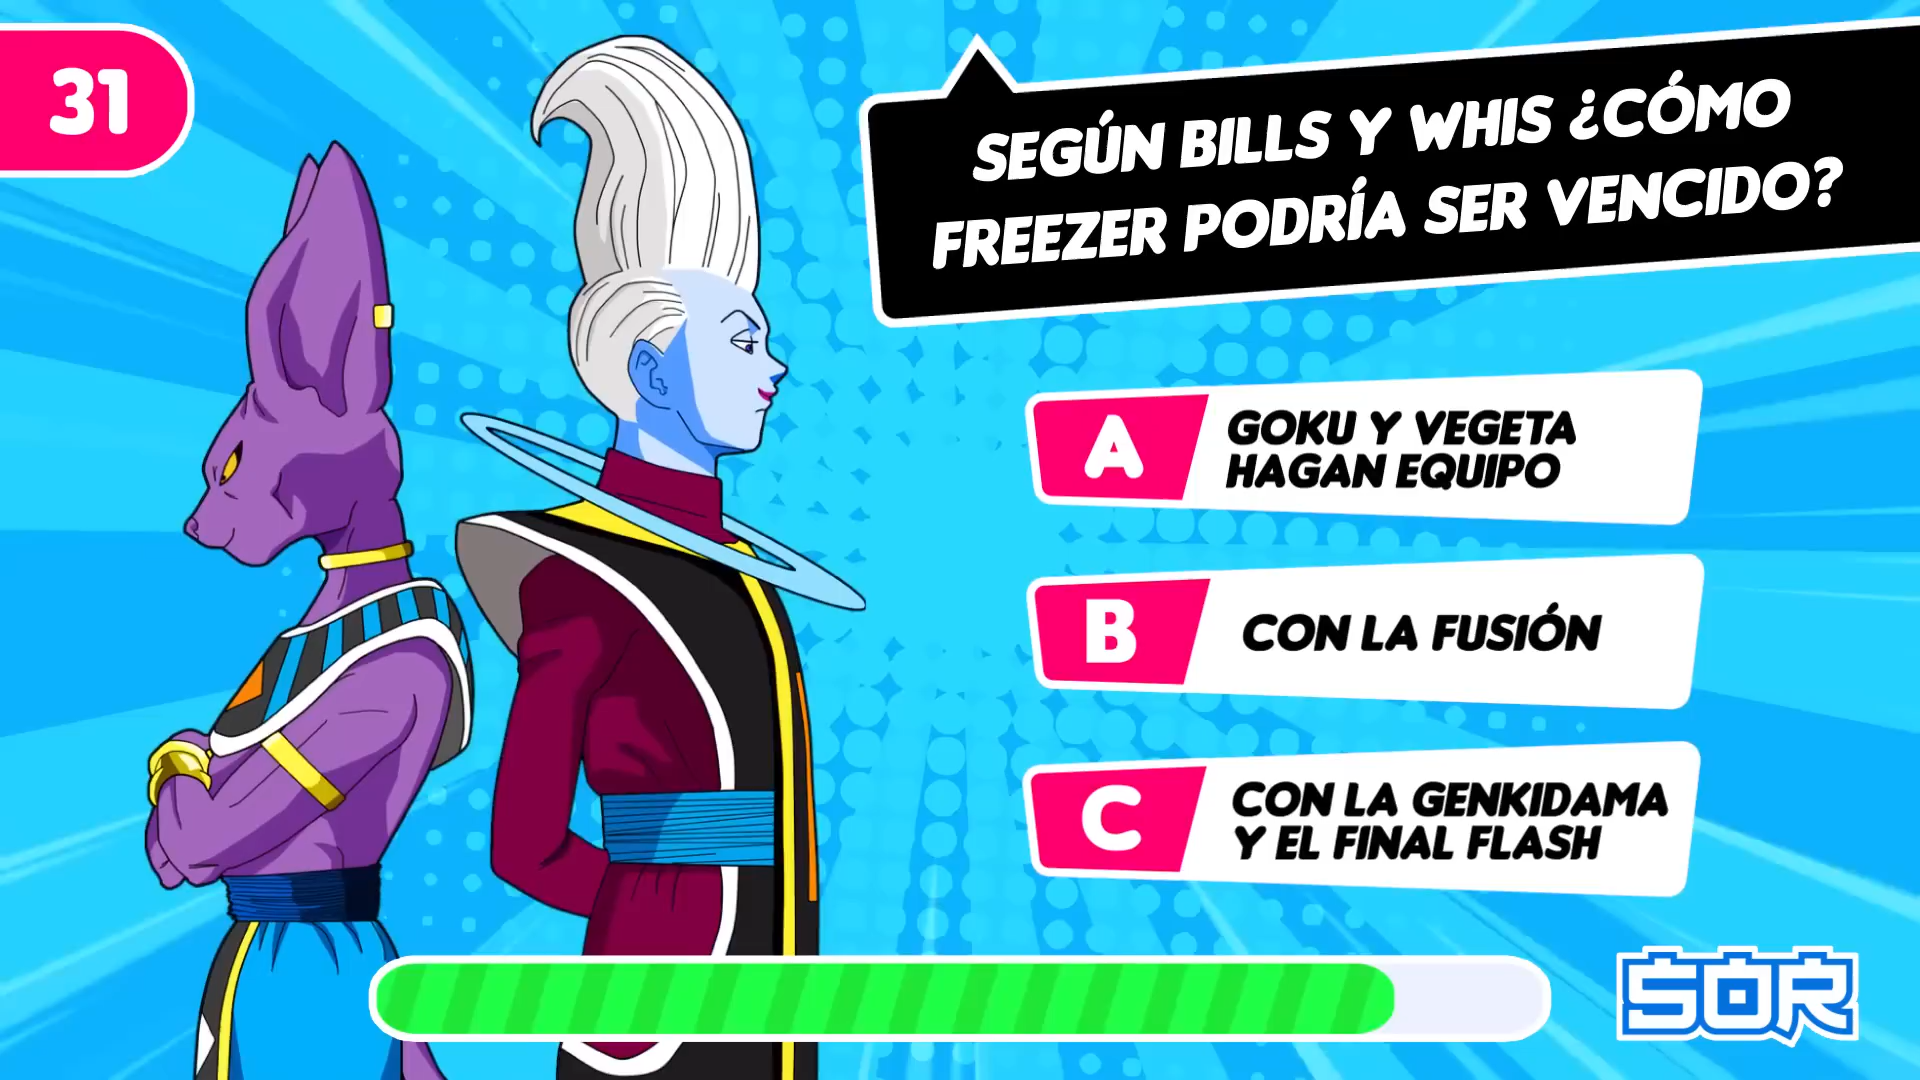 31
SEGÚN BILLS Y WHIS ¿CÓMO
FREEZER PODRÍA SER VENCIDO?
A
GOKU Y VEGETA
HAGAN EQUIPO
B
CON LA FUSIÓN
C
CON LA GENKIDAMA
Y EL FINAL FLASH
SOR